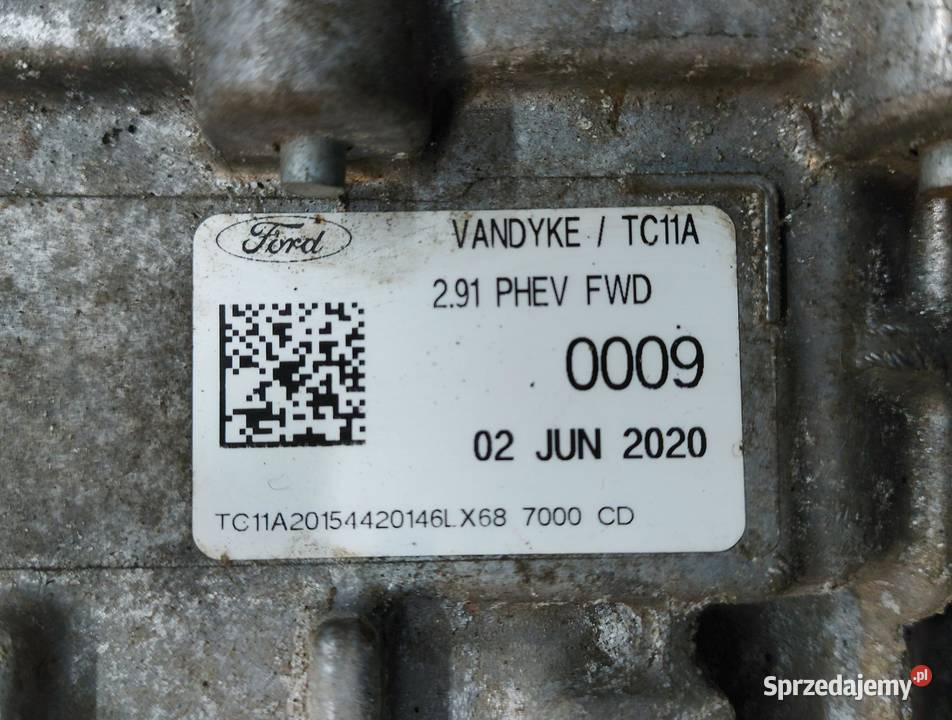 Ford
VANDYKE / TC11A
2.91 PHEV FWD
0009
02 JUN 2020
TC11A20154420146LX68 7000 CD
Sprzedajemy.pl